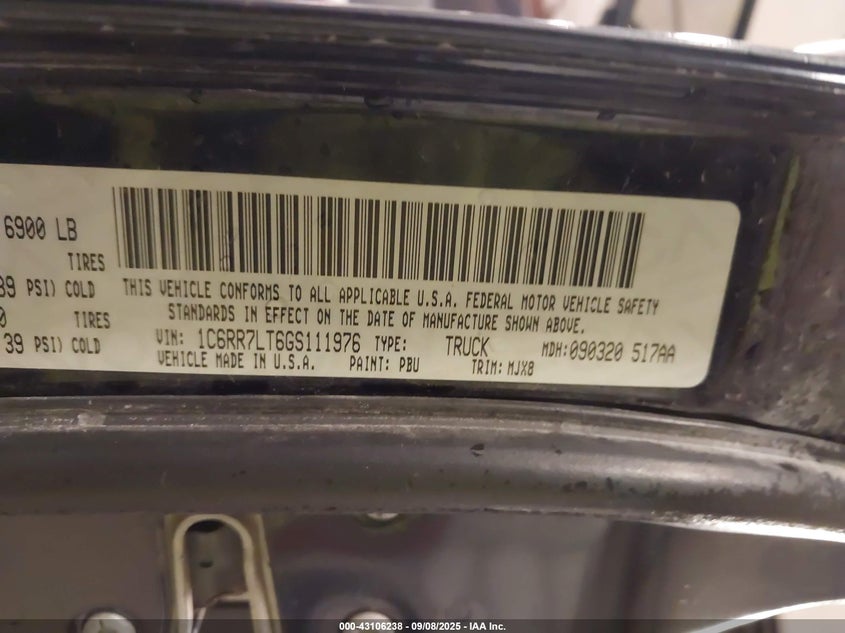 6900 LB
TIRES
39 PSI) COLD
0 TIRES
39 PSI) COLD
THIS VEHICLE CONFORMS TO ALL APPLICABLE U.S.A. FEDERAL MOTOR VEHICLE SAFETY
STANDARDS IN EFFECT ON THE DATE OF MANUFACTURE SHOWN ABOVE.
VIN: 1C6RR7LT6GS111976 TYPE: TRUCK MDH:090320 517AA
VEHICLE MADE IN U.S.A. PAINT: PBU TRIM: MJX8
000-43106238 - 09/08/2025 - IAA Inc.